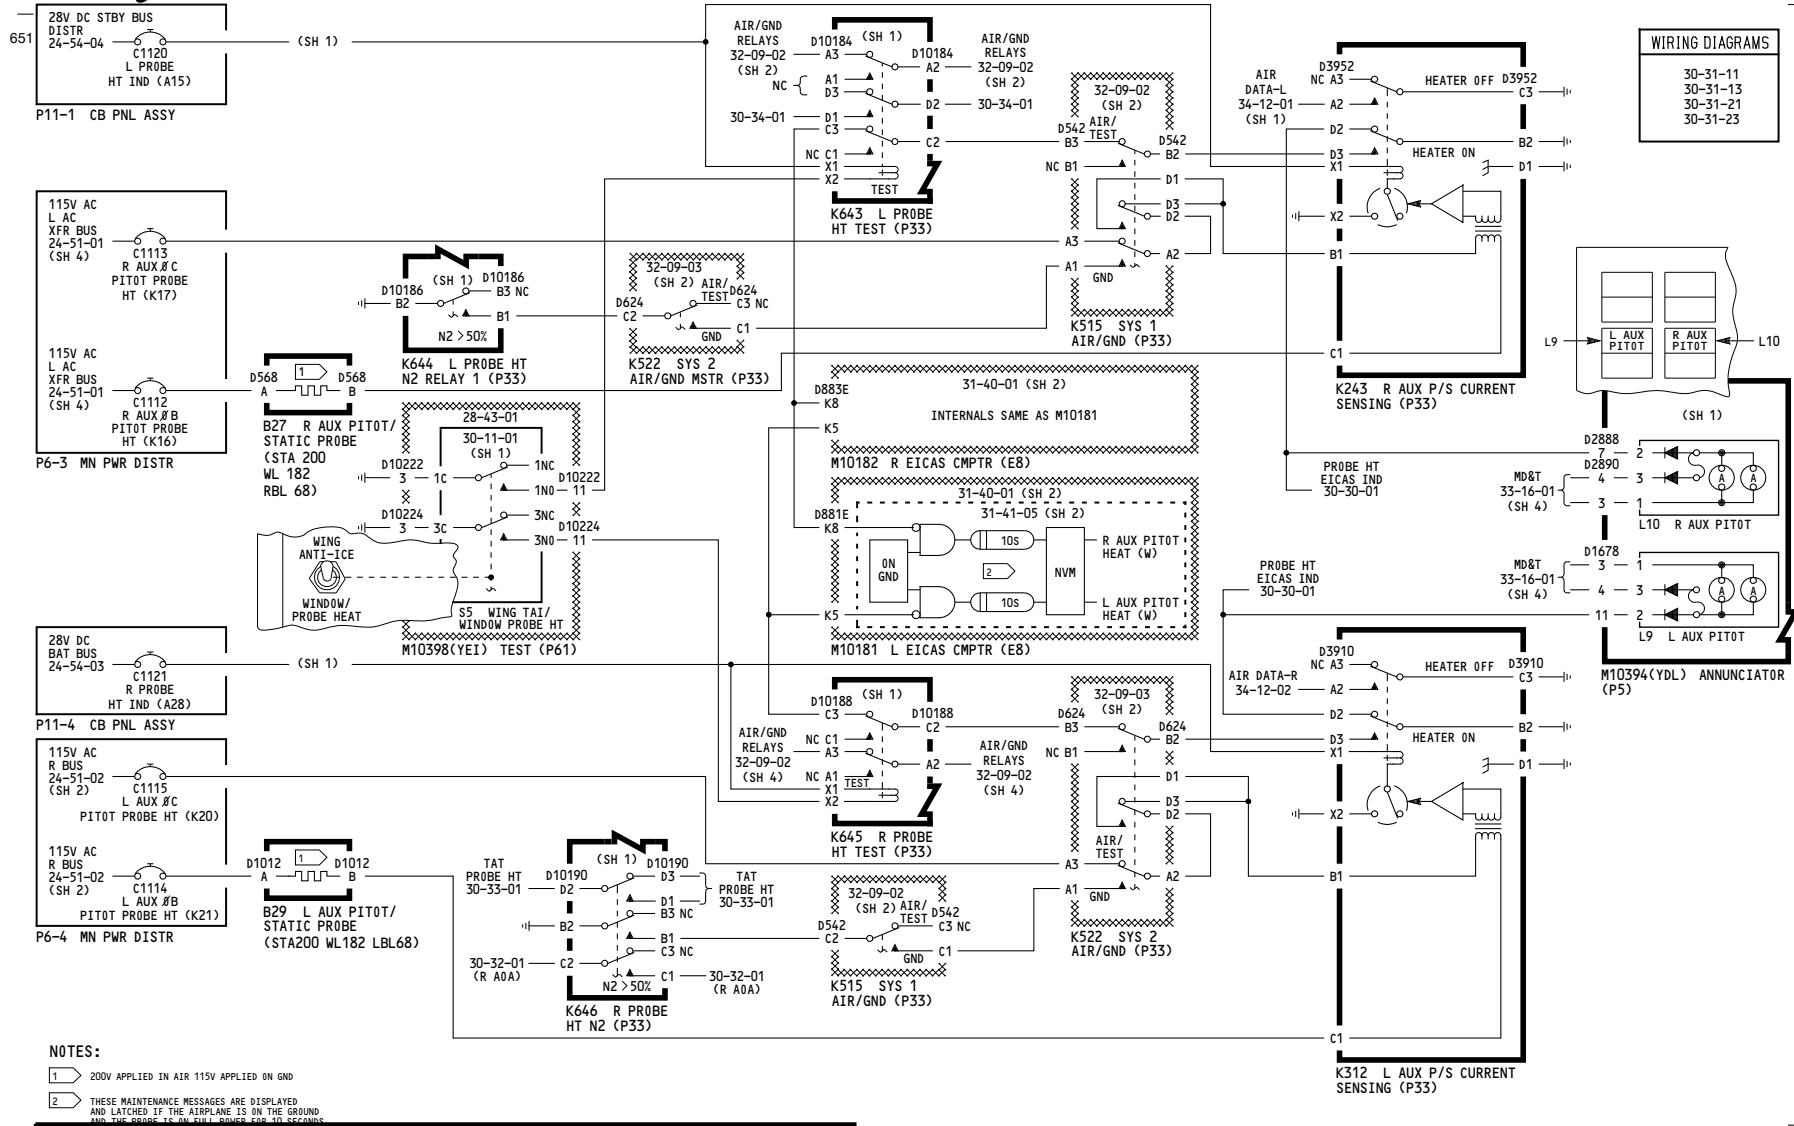 651
28V DC STBY BUS
DISTR
24-54-04
C1120
L PROBE
HT IND (A15)
P11-1 CB PNL ASSY
(SH 1)
115V AC
L AC
XFR BUS
24-51-01
(SH 4)
C1113
R AUX ØC
PITOT PROBE
HT (K17)
115V AC
L AC
XFR BUS
24-51-01
(SH 4)
C1112
R AUX ØB
PITOT PROBE
HT (K16)
P6-3 MN PWR DISTR
D568 1 D568
A B
B27 R AUX PITOT/
STATIC PROBE
(STA 200
WL 182
RBL 68)
(SH 1) D10186
D10186 B3 NC
B2
B1
N2 >50%
K644 L PROBE HT
N2 RELAY 1 (P33)
32-09-03
(SH 2) AIR/
TEST D624
D624 C3 NC
C2
C1
GND
K522 SYS 2
AIR/GND MSTR (P33)
28-43-01
30-11-01
(SH 1)
D10222 1NC
3 1C D10222
1NO 11
D10224 3NC
3 3C D10224
3NO 11
WING
ANTI-ICE
WINDOW/
PROBE HEAT
S5 WING TAI/
WINDOW PROBE HT
M10398(YEI) TEST (P61)
28V DC
BAT BUS
24-54-03
C1121
R PROBE
HT IND (A28)
P11-4 CB PNL ASSY
(SH 1)
115V AC
R BUS
24-51-02
(SH 2)
C1115
L AUX ØC
PITOT PROBE HT (K20)
115V AC
R BUS
24-51-02
(SH 2)
C1114
L AUX ØB
PITOT PROBE HT (K21)
P6-4 MN PWR DISTR
D1012 1 D1012
A B
B29 L AUX PITOT/
STATIC PROBE
(STA200 WL182 LBL68)
TAT
PROBE HT
30-33-01
(SH 1) D10190
D10190 D3
D2
D1
B3 NC
B2
B1
C3 NC
C2
C1
N2 >50%
TAT
PROBE HT
30-33-01
30-32-01
(R AOA)
30-32-01
(R AOA)
K646 R PROBE
HT N2 (P33)
AIR/GND
RELAYS
32-09-02
(SH 2)
NC
30-34-01
D10184 (SH 1) D10184
A3
A2
A1
D3
D2
D1
C3
C2
NC C1
X1
X2
TEST
AIR/GND
RELAYS
32-09-02
(SH 2)
30-34-01
K643 L PROBE
HT TEST (P33)
32-09-02
(SH 2)
D542 AIR/
TEST D542
B3
B2
NC B1
D1
D3
D2
A3
A2
A1
GND
K515 SYS 1
AIR/GND (P33)
31-40-01 (SH 2)
D883E
K8
INTERNALS SAME AS M10181
K5
M10182 R EICAS CMPTR (E8)
31-40-01 (SH 2)
31-41-05 (SH 2)
D881E
K8
ON
GND
10S
2
10S
NVM
R AUX PITOT
HEAT (W)
L AUX PITOT
HEAT (W)
K5
M10181 L EICAS CMPTR (E8)
D10188 (SH 1) D10188
C3
C2
NC C1
A3
A2
NC A1
TEST
X1
X2
AIR/GND
RELAYS
32-09-02
(SH 4)
AIR/GND
RELAYS
32-09-02
(SH 4)
K645 R PROBE
HT TEST (P33)
32-09-03
(SH 2)
D624 D624
B3
B2
NC B1
D1
D3
D2
AIR/
TEST
A3
A2
A1
GND
K522 SYS 2
AIR/GND (P33)
32-09-02
(SH 2) AIR/
TEST D542
D542 C3 NC
C2
C1
GND
K515 SYS 1
AIR/GND (P33)
AIR
DATA-L
34-12-01
(SH 1)
D3952 D3952
NC A3 HEATER OFF C3
A2
D2
B2
D3 HEATER ON
X1
D1
X2
B1
C1
K243 R AUX P/S CURRENT
SENSING (P33)
PROBE HT
EICAS IND
30-30-01
PROBE HT
EICAS IND
30-30-01
AIR DATA-R
34-12-02
D3910 D3910
NC A3 HEATER OFF C3
A2
D2
B2
D3 HEATER ON
X1
D1
X2
B1
C1
K312 L AUX P/S CURRENT
SENSING (P33)
WIRING DIAGRAMS
30-31-11
30-31-13
30-31-21
30-31-23
L9
L AUX
PITOT
R AUX
PITOT
L10
(SH 1)
D2888
7 2
D2890
MD&T
33-16-01
(SH 4)
4 3
3 1
A A
L10 R AUX PITOT
D1678
MD&T
33-16-01
(SH 4)
3 1
4 3
11 2
A A
L9 L AUX PITOT
M10394(YDL) ANNUNCIATOR
(P5)
NOTES:
1 200V APPLIED IN AIR 115V APPLIED ON GND
2 THESE MAINTENANCE MESSAGES ARE DISPLAYED
AND LATCHED IF THE AIRPLANE IS ON THE GROUND
AND THE PROBE IS ON FULL POWER FOR 10 SECONDS